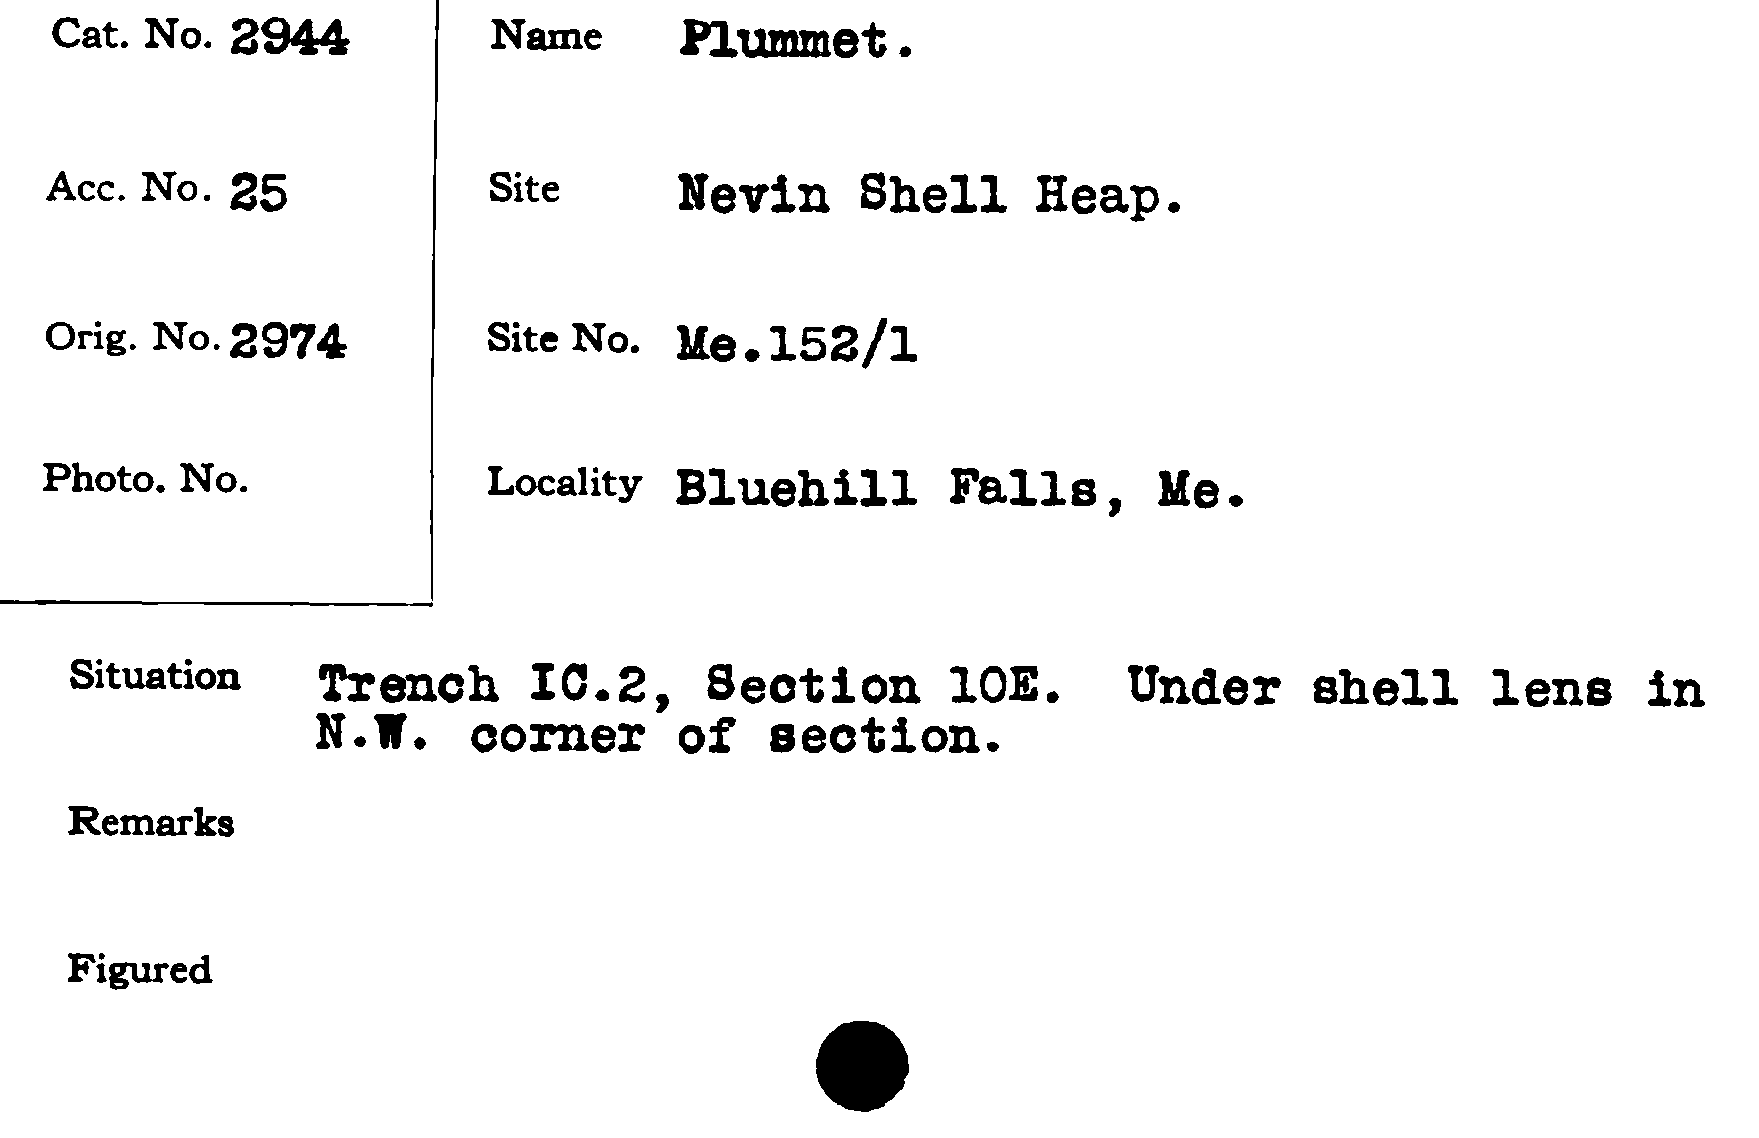 Cat. No. 2944
Name Plummet.
Acc. No. 25
Site Nevin Shell Heap.
Orig. No. 2974
Site No. Me.152/1
Photo. No.
Locality Bluehill Falls, Me.
Situation Trench IC.2, Section 10E. Under shell lens in
N.W. corner of section.
Remarks
Figured